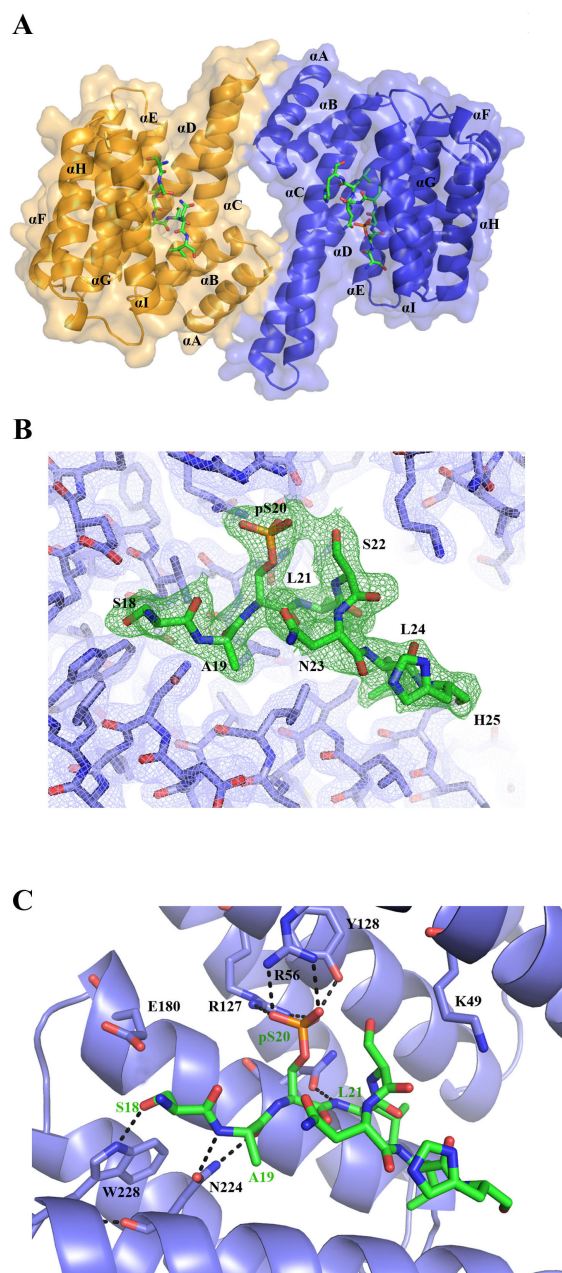 A
αA
αE
αB
αD
αF
αH
αG
αF
αC
αC
αH
αD
αG
αB
αE
αI
αI
αA
B
pS20
S22
L21
S18
L24
A19
N23
H25
C
Y128
R56
E180
R127
K49
pS20
L21
S18
W228
N224
A19